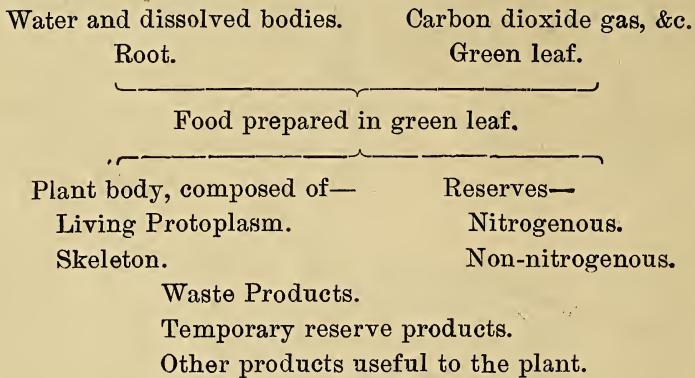 Water and dissolved bodies. Carbon dioxide gas, &c.
Root. Green leaf.
Food prepared in green leaf.
Plant body, composed of— Reserves—
Living Protoplasm. Nitrogenous.
Skeleton. Non-nitrogenous.
Waste Products.
Temporary reserve products.
Other products useful to the plant.